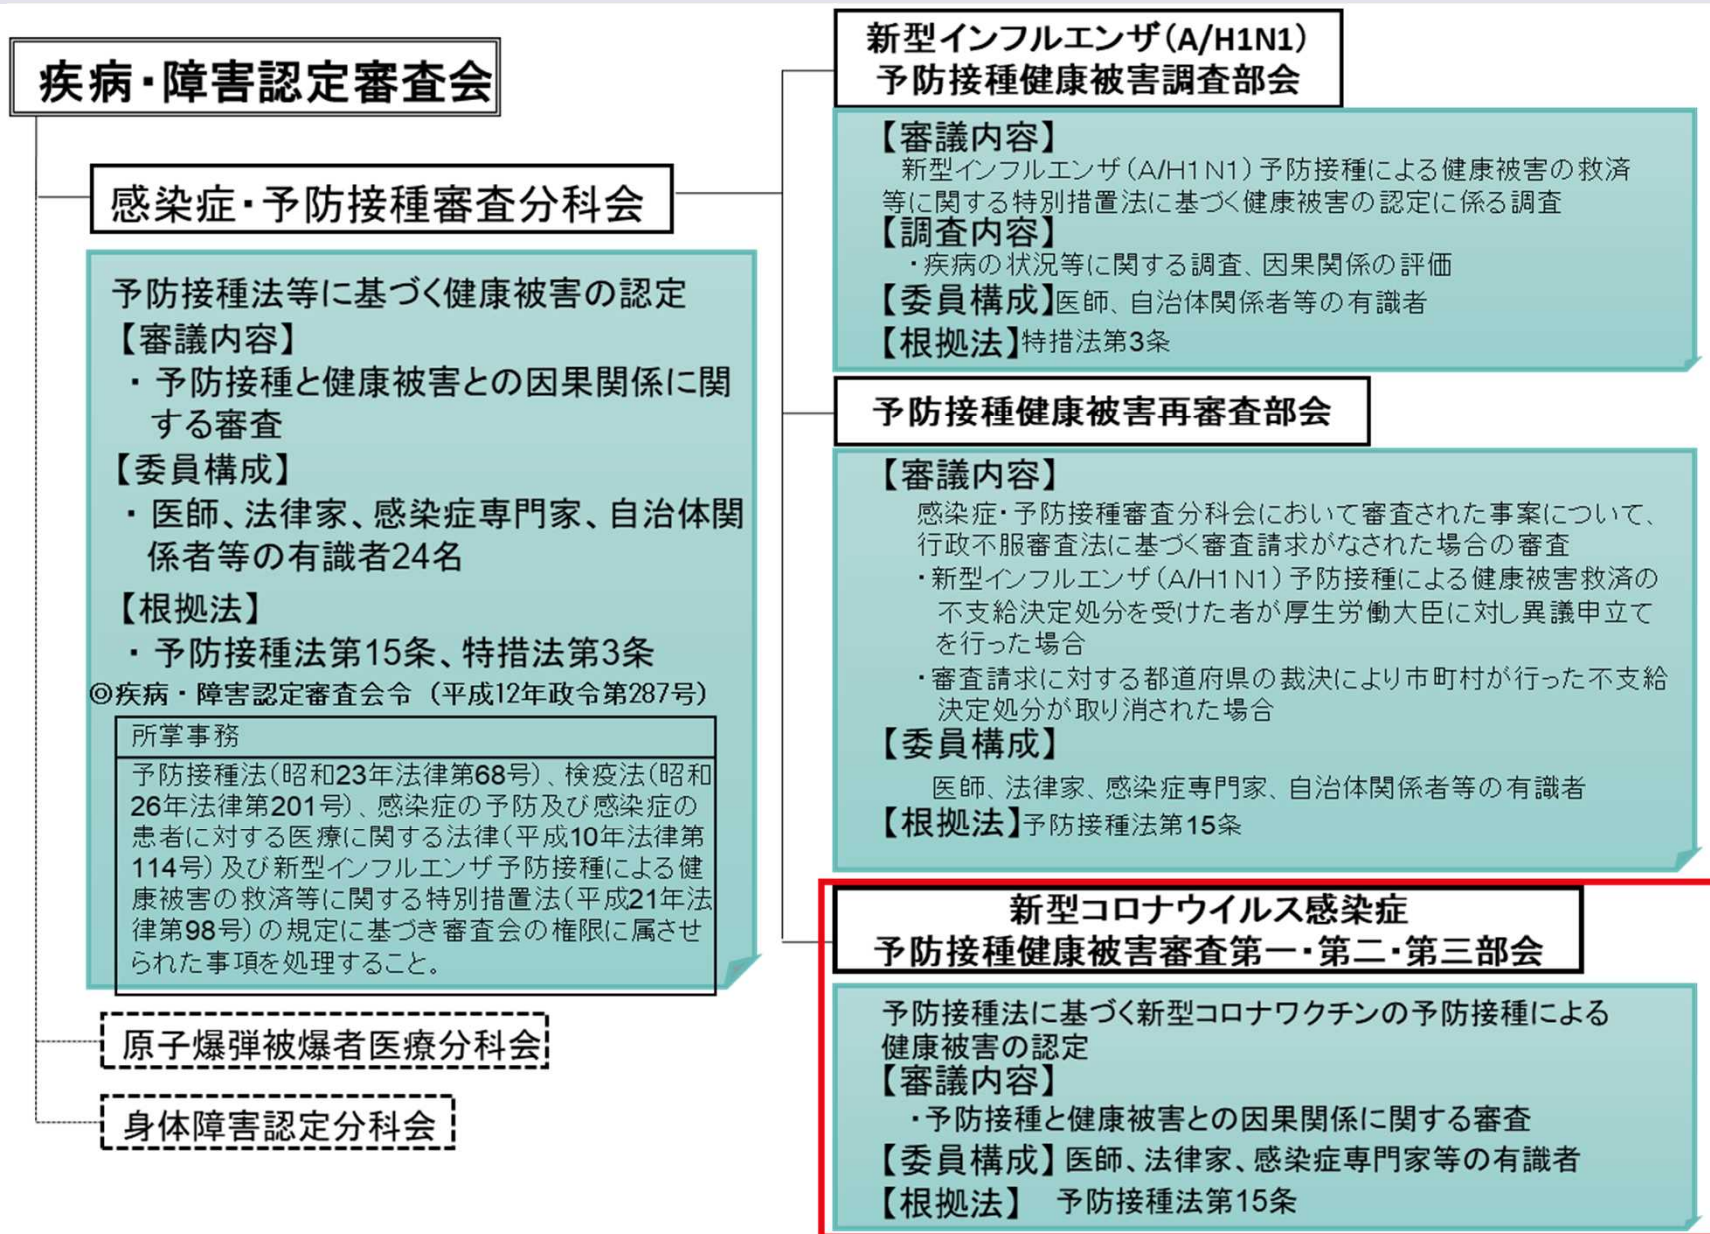 疾病・障害認定審査会
感染症・予防接種審査分科会
予防接種法等に基づく健康被害の認定
【審議内容】
・予防接種と健康被害との因果関係に関
する審査
【委員構成】
・医師、法律家、感染症専門家、自治体関
係者等の有識者24名
【根拠法】
・予防接種法第15条、特措法第3条
◎疾病・障害認定審査会令（平成12年政令第287号）
所掌事務
予防接種法（昭和23年法律第68号）、検疫法（昭和
26年法律第201号）、感染症の予防及び感染症の
患者に対する医療に関する法律（平成10年法律第
114号）及び新型インフルエンザ予防接種による健
康被害の救済等に関する特別措置法（平成21年法
律第98号）の規定に基づき審査会の権限に属させ
られた事項を処理すること。
原子爆弾被爆者医療分科会
身体障害認定分科会
新型インフルエンザ（A/H1N1）
予防接種健康被害調査部会
【審議内容】
新型インフルエンザ（A/H1N1）予防接種による健康被害の救済
等に関する特別措置法に基づく健康被害の認定に係る調査
【調査内容】
・疾病の状況等に関する調査、因果関係の評価
【委員構成】医師、自治体関係者等の有識者
【根拠法】特措法第3条
予防接種健康被害再審査部会
【審議内容】
感染症・予防接種審査分科会において審査された事案について、
行政不服審査法に基づく審査請求がなされた場合の審査
・新型インフルエンザ（A/H1N1）予防接種による健康被害救済の
不支給決定処分を受けた者が厚生労働大臣に対し異議申立て
を行った場合
・審査請求に対する都道府県の裁決により市町村が行った不支給
決定処分が取り消された場合
【委員構成】
医師、法律家、感染症専門家、自治体関係者等の有識者
【根拠法】予防接種法第15条
新型コロナウイルス感染症
予防接種健康被害審査第一・第二・第三部会
予防接種法に基づく新型コロナワクチンの予防接種による
健康被害の認定
【審議内容】
・予防接種と健康被害との因果関係に関する審査
【委員構成】医師、法律家、感染症専門家等の有識者
【根拠法】 予防接種法第15条